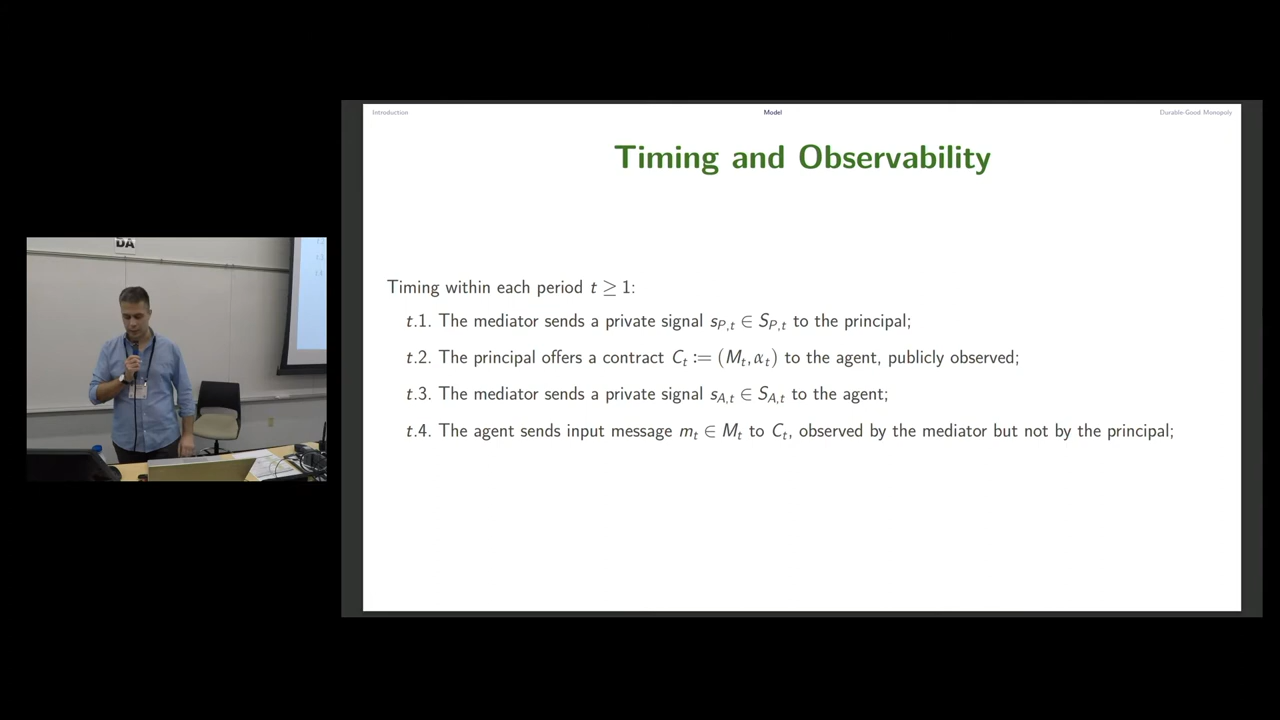 Introduction
Model
Durable-Good Monopoly
Timing and Observability
Timing within each period t ≥ 1:
t.1. The mediator sends a private signal s_{P,t} ∈ S_{P,t} to the principal;
t.2. The principal offers a contract C_t := (M_t, α_t) to the agent, publicly observed;
t.3. The mediator sends a private signal s_{A,t} ∈ S_{A,t} to the agent;
t.4. The agent sends input message m_t ∈ M_t to C_t, observed by the mediator but not by the principal;
DA